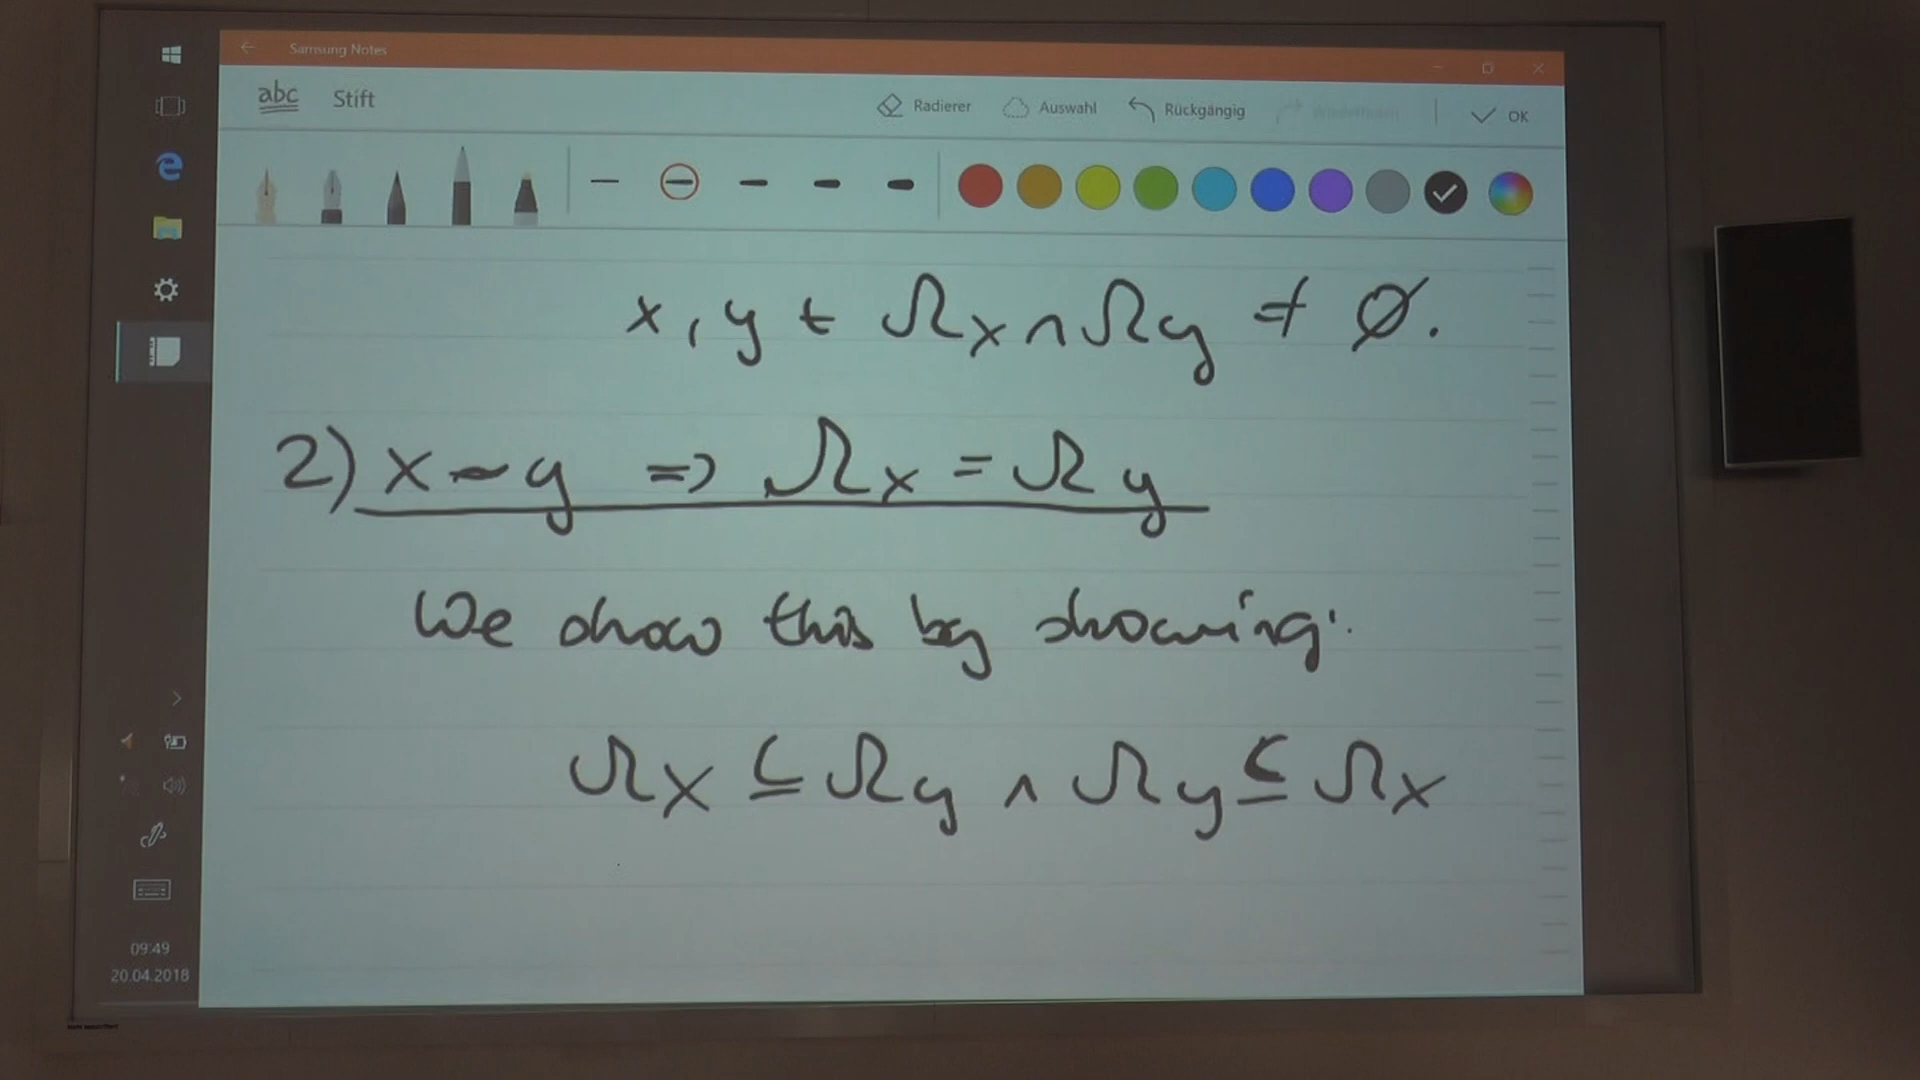 Samsung Notes
abc Stift Radierer Auswahl Rückgängig OK
x, y ∈ Ωx ∩ Ωy ≠ Ø.
2) x ~ y => Ωx = Ωy
We show this by showing:
Ωx ⊆ Ωy ∧ Ωy ⊆ Ωx
09:49
20.04.2018